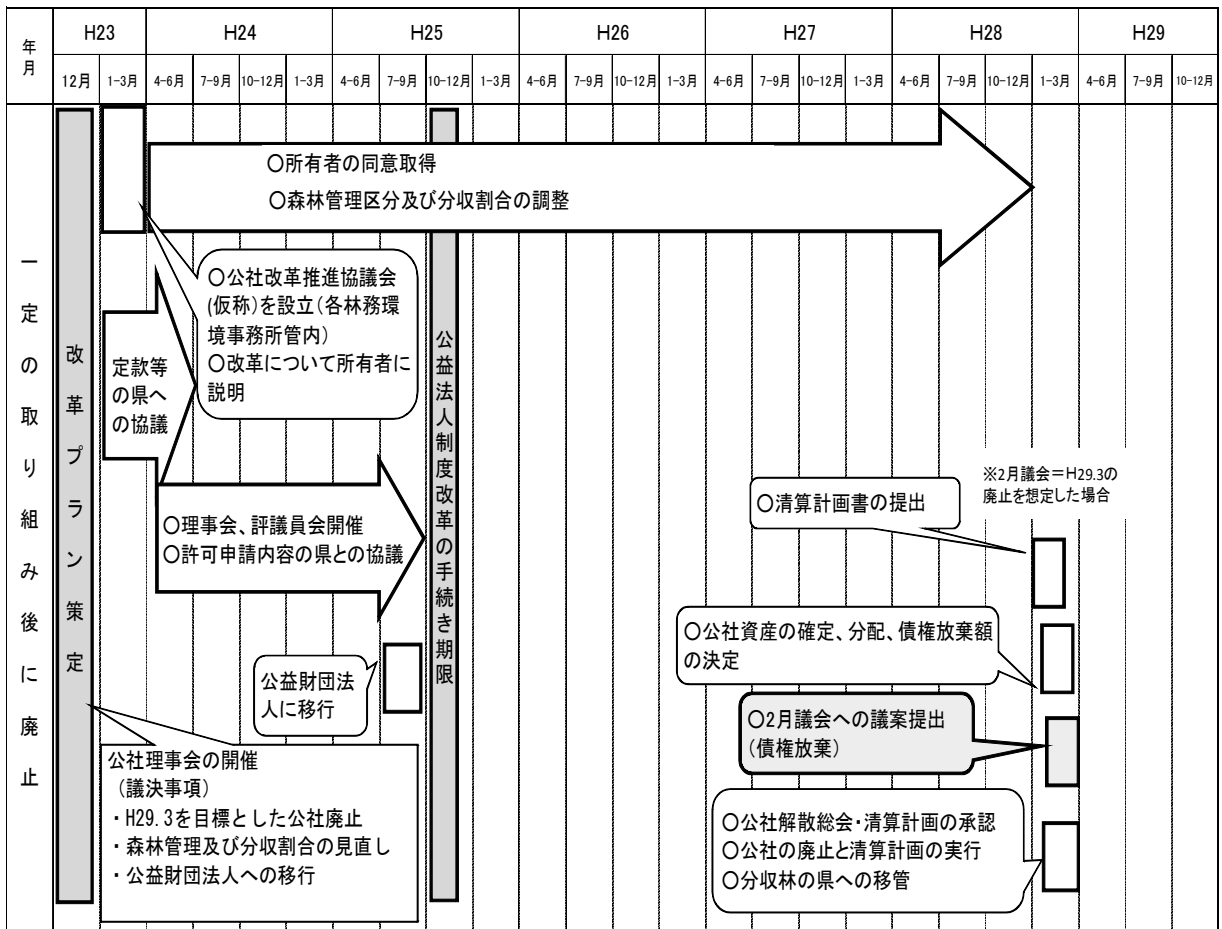 年月
H23
H24
H25
H26
H27
H28
H29
12月
1-3月
4-6月
7-9月
10-12月
1-3月
4-6月
7-9月
10-12月
1-3月
4-6月
7-9月
10-12月
1-3月
4-6月
7-9月
10-12月
1-3月
4-6月
7-9月
10-12月
1-3月
4-6月
7-9月
10-12月
一定の取り組み後に廃止
改革プラン策定
○所有者の同意取得
○森林管理区分及び分収割合の調整
○公社改革推進協議会
(仮称)を設立(各林務環
境事務所管内)
○改革について所有者に
説明
定款等
の県へ
の協議
公益法人制度改革の手続き期限
○理事会、評議員会開催
○許可申請内容の県との協議
公益財団法
人に移行
公社理事会の開催
(議決事項)
・H29.3を目標とした公社廃止
・森林管理及び分収割合の見直し
・公益財団法人への移行
※2月議会=H29.3の
廃止を想定した場合
○清算計画書の提出
○公社資産の確定、分配、債権放棄額
の決定
○2月議会への議案提出
(債権放棄)
○公社解散総会・清算計画の承認
○公社の廃止と清算計画の実行
○分収林の県への移管